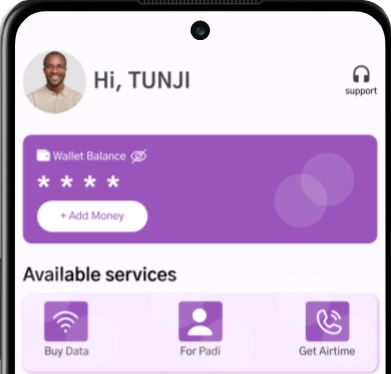 Hi, TUNJI
support
Wallet Balance
* * * *
+ Add Money
Available services
Buy Data
For Padi
Get Airtime